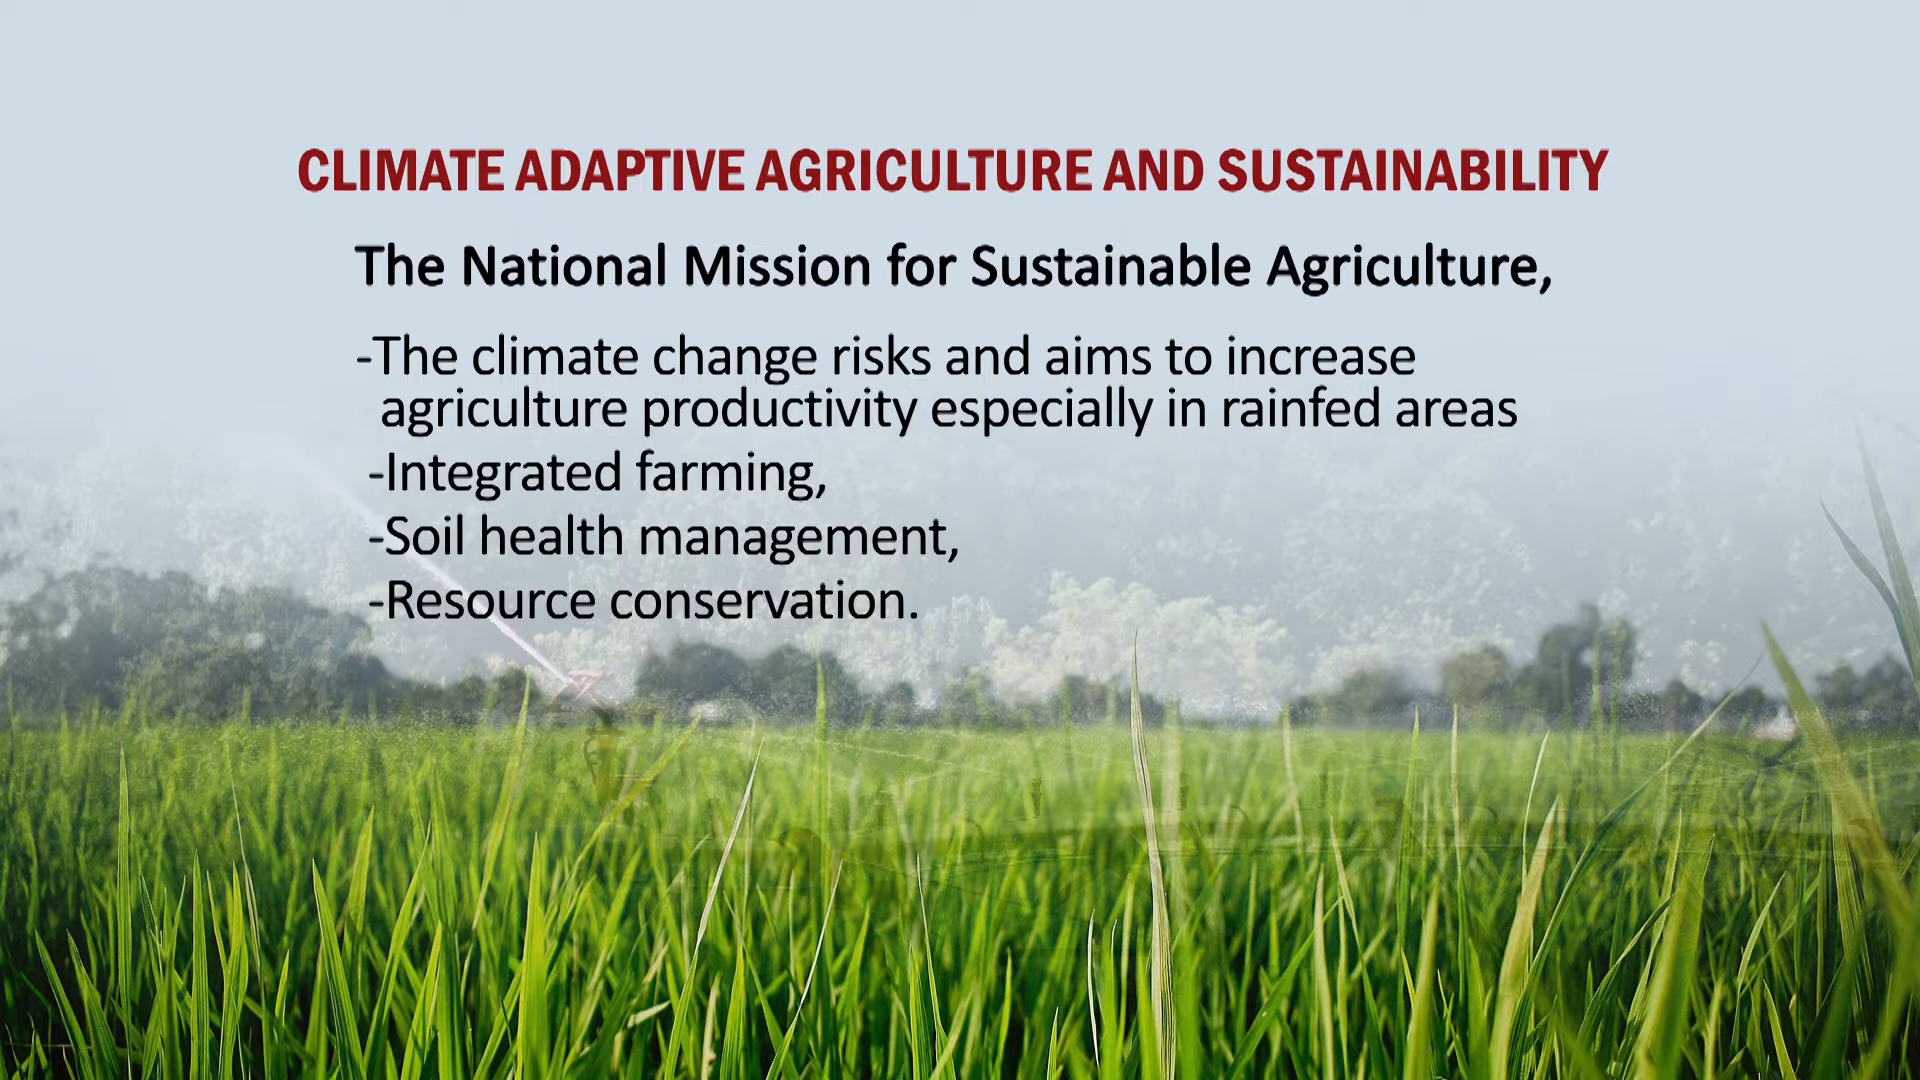 CLIMATE ADAPTIVE AGRICULTURE AND SUSTAINABILITY
The National Mission for Sustainable Agriculture,
-The climate change risks and aims to increase
agriculture productivity especially in rainfed areas
-Integrated farming,
-Soil health management,
-Resource conservation.